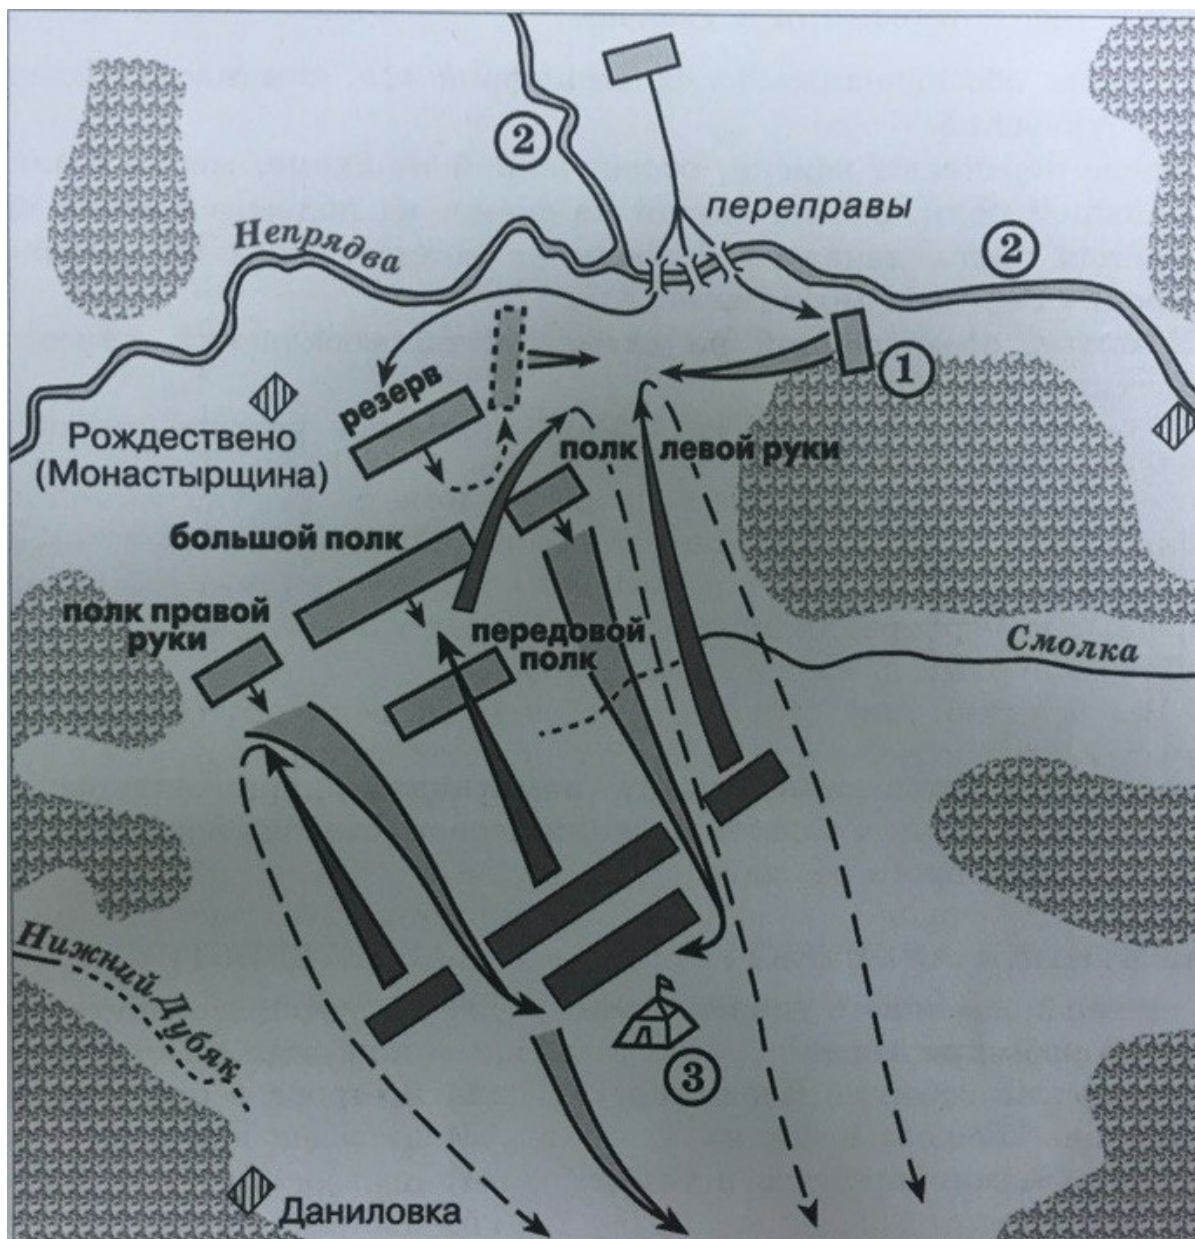 2
переправы
Непрядва
2
1
резерв
Рождествено
(Монастырщина)
полк левой руки
большой полк
полк правой
руки
передовой
полк
Смолка
Нижний Дубяк
3
Даниловка